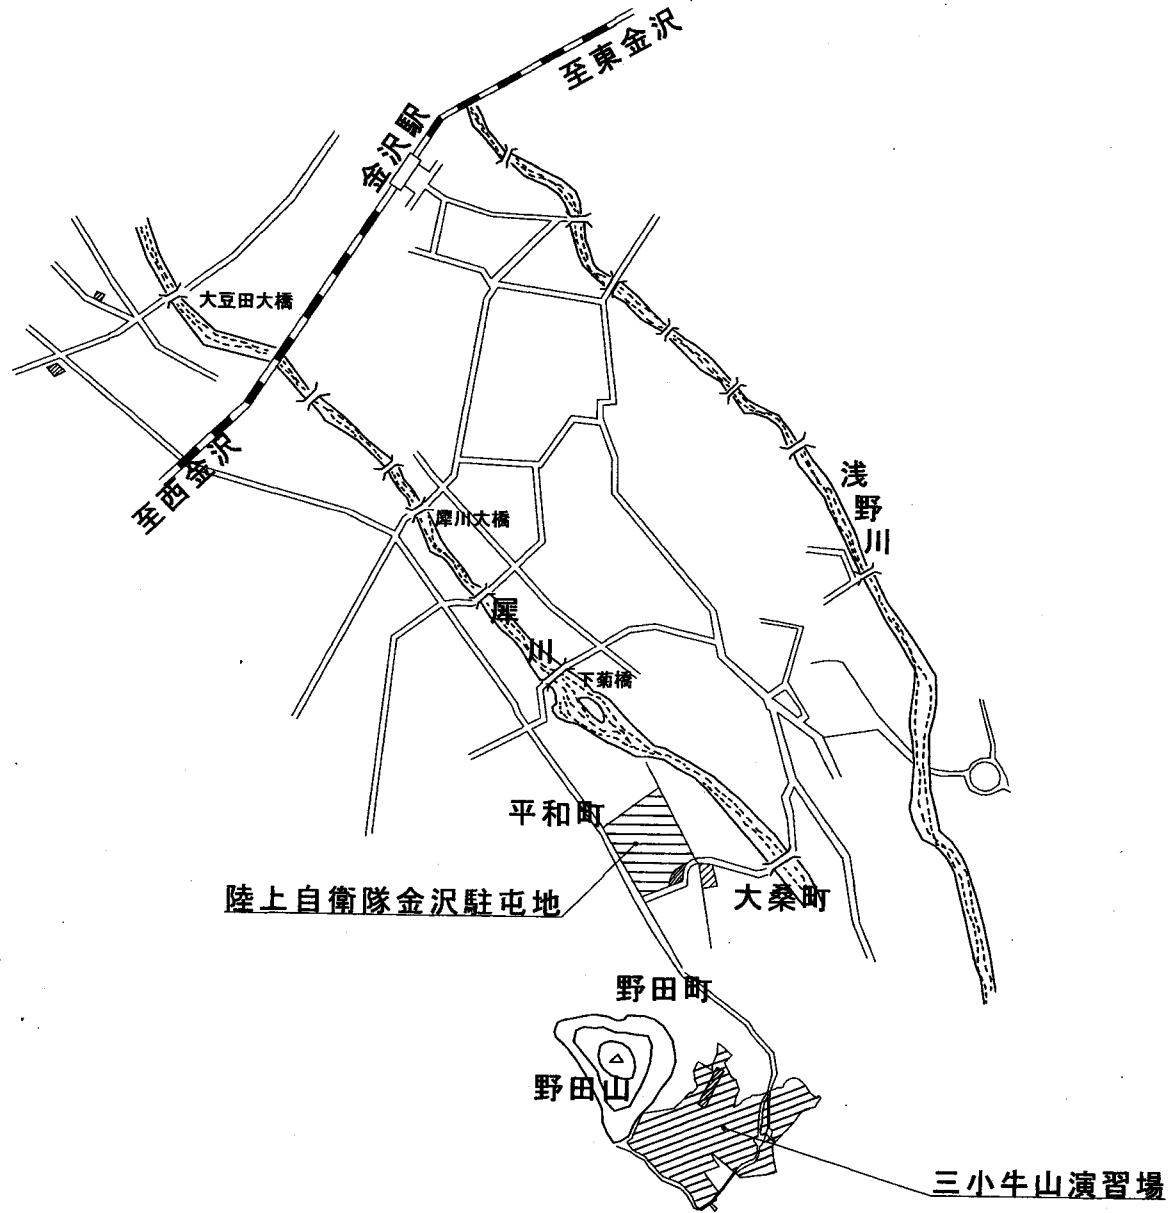 至東金沢
金沢駅
大豆田大橋
至西金沢
浅野川
犀川大橋
犀川
下菊橋
平和町
陸上自衛隊金沢駐屯地
大桑町
野田町
野田山
三小牛山演習場